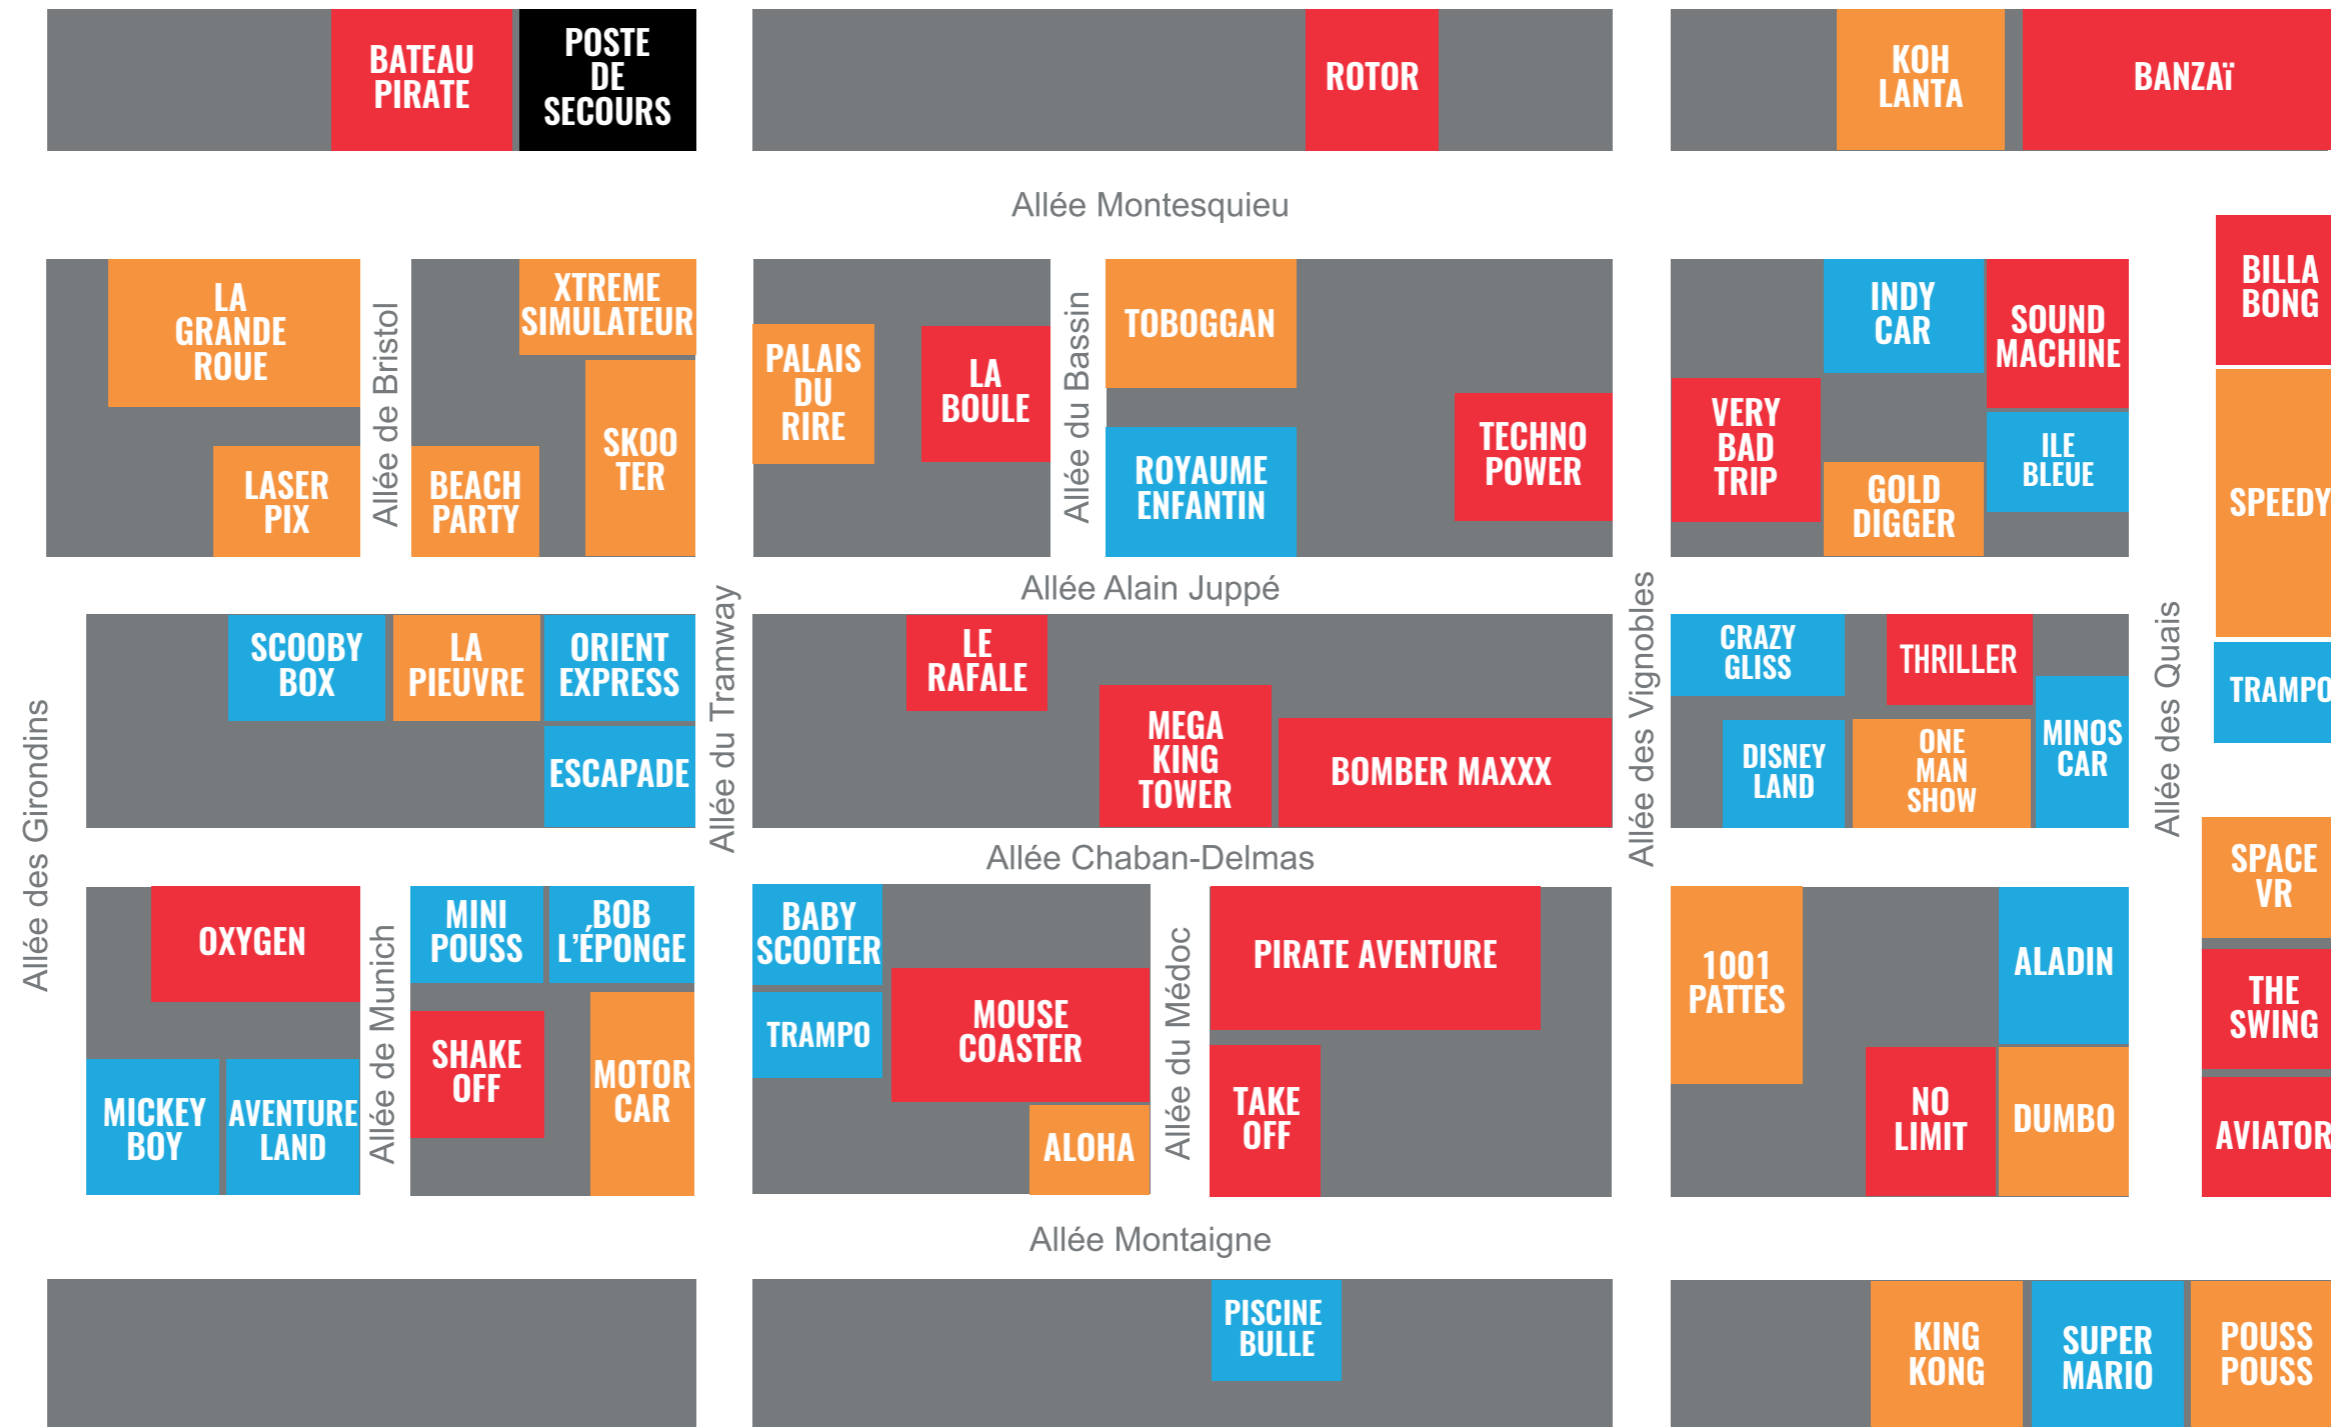 BATEAU
PIRATE
POSTE
DE
SECOURS
ROTOR
KOH
LANTA
BANZAï
Allée Montesquieu
LA
GRANDE
ROUE
LASER
PIX
Allée de Bristol
XTREME
SIMULATEUR
SKOO
TER
BEACH
PARTY
PALAIS
DU
RIRE
LA
BOULE
Allée du Bassin
TOBOGGAN
ROYAUME
ENFANTIN
TECHNO
POWER
INDY
CAR
SOUND
MACHINE
VERY
BAD
TRIP
GOLD
DIGGER
ILE
BLEUE
BILLA
BONG
SPEEDY
TRAMPO
Allée Alain Juppé
Allée des Girondins
SCOOBY
BOX
LA
PIEUVRE
ORIENT
EXPRESS
ESCAPADE
Allée du Tramway
LE
RAFALE
MEGA
KING
TOWER
BOMBER MAXXX
Allée des Vignobles
CRAZY
GLISS
THRILLER
DISNEY
LAND
ONE
MAN
SHOW
MINOS
CAR
Allée des Quais
Allée Chaban-Delmas
OXYGEN
MICKEY
BOY
AVENTURE
LAND
Allée de Munich
MINI
POUSS
BOB
L'ÉPONGE
SHAKE
OFF
MOTOR
CAR
BABY
SCOOTER
TRAMPO
MOUSE
COASTER
ALOHA
Allée du Médoc
PIRATE AVENTURE
TAKE
OFF
1001
PATTES
ALADIN
NO
LIMIT
DUMBO
SPACE
VR
THE
SWING
AVIATOR
Allée Montaigne
PISCINE
BULLE
KING
KONG
SUPER
MARIO
POUSS
POUSS